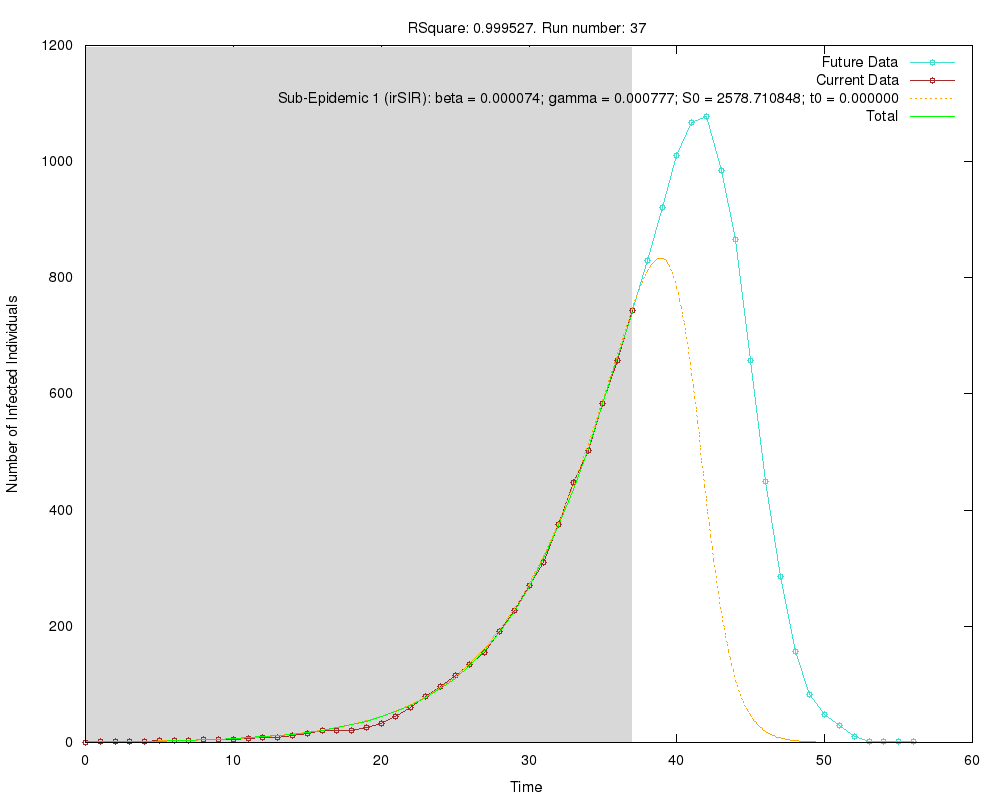 RSquare: 0.999527. Run number: 37
1200
1000
800
600
400
200
0
0 10 20 30 40 50 60
Number of Infected Individuals
Time
Future Data
Current Data
Sub-Epidemic 1 (irSIR): beta = 0.000074; gamma = 0.000777; S0 = 2578.710848; t0 = 0.000000
Total